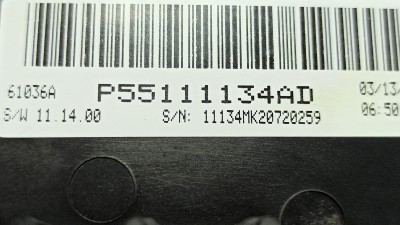 61036A P55111134AD 03/13/
S/W 11.14.00 S/N: 11134MK20720259 06:50